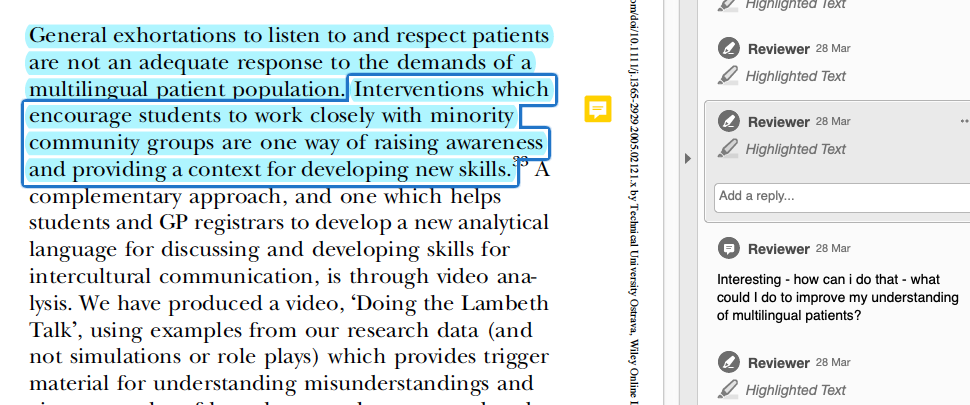 General exhortations to listen to and respect patients
are not an adequate response to the demands of a
multilingual patient population. Interventions which
encourage students to work closely with minority
community groups are one way of raising awareness
and providing a context for developing new skills.³³ A
complementary approach, and one which helps
students and GP registrars to develop a new analytical
language for discussing and developing skills for
intercultural communication, is through video ana-
lysis. We have produced a video, ‘Doing the Lambeth
Talk’, using examples from our research data (and
not simulations or role plays) which provides trigger
material for understanding misunderstandings and
com/doi/10.1111/j.1365-2929.2005.02121.x by Technical University Ostrava, Wiley Online
Highlighted Text
Reviewer 28 Mar
Highlighted Text
Reviewer 28 Mar
Highlighted Text
Add a reply...
Reviewer 28 Mar
Interesting - how can i do that - what
could I do to improve my understanding
of multilingual patients?
Reviewer 28 Mar
Highlighted Text